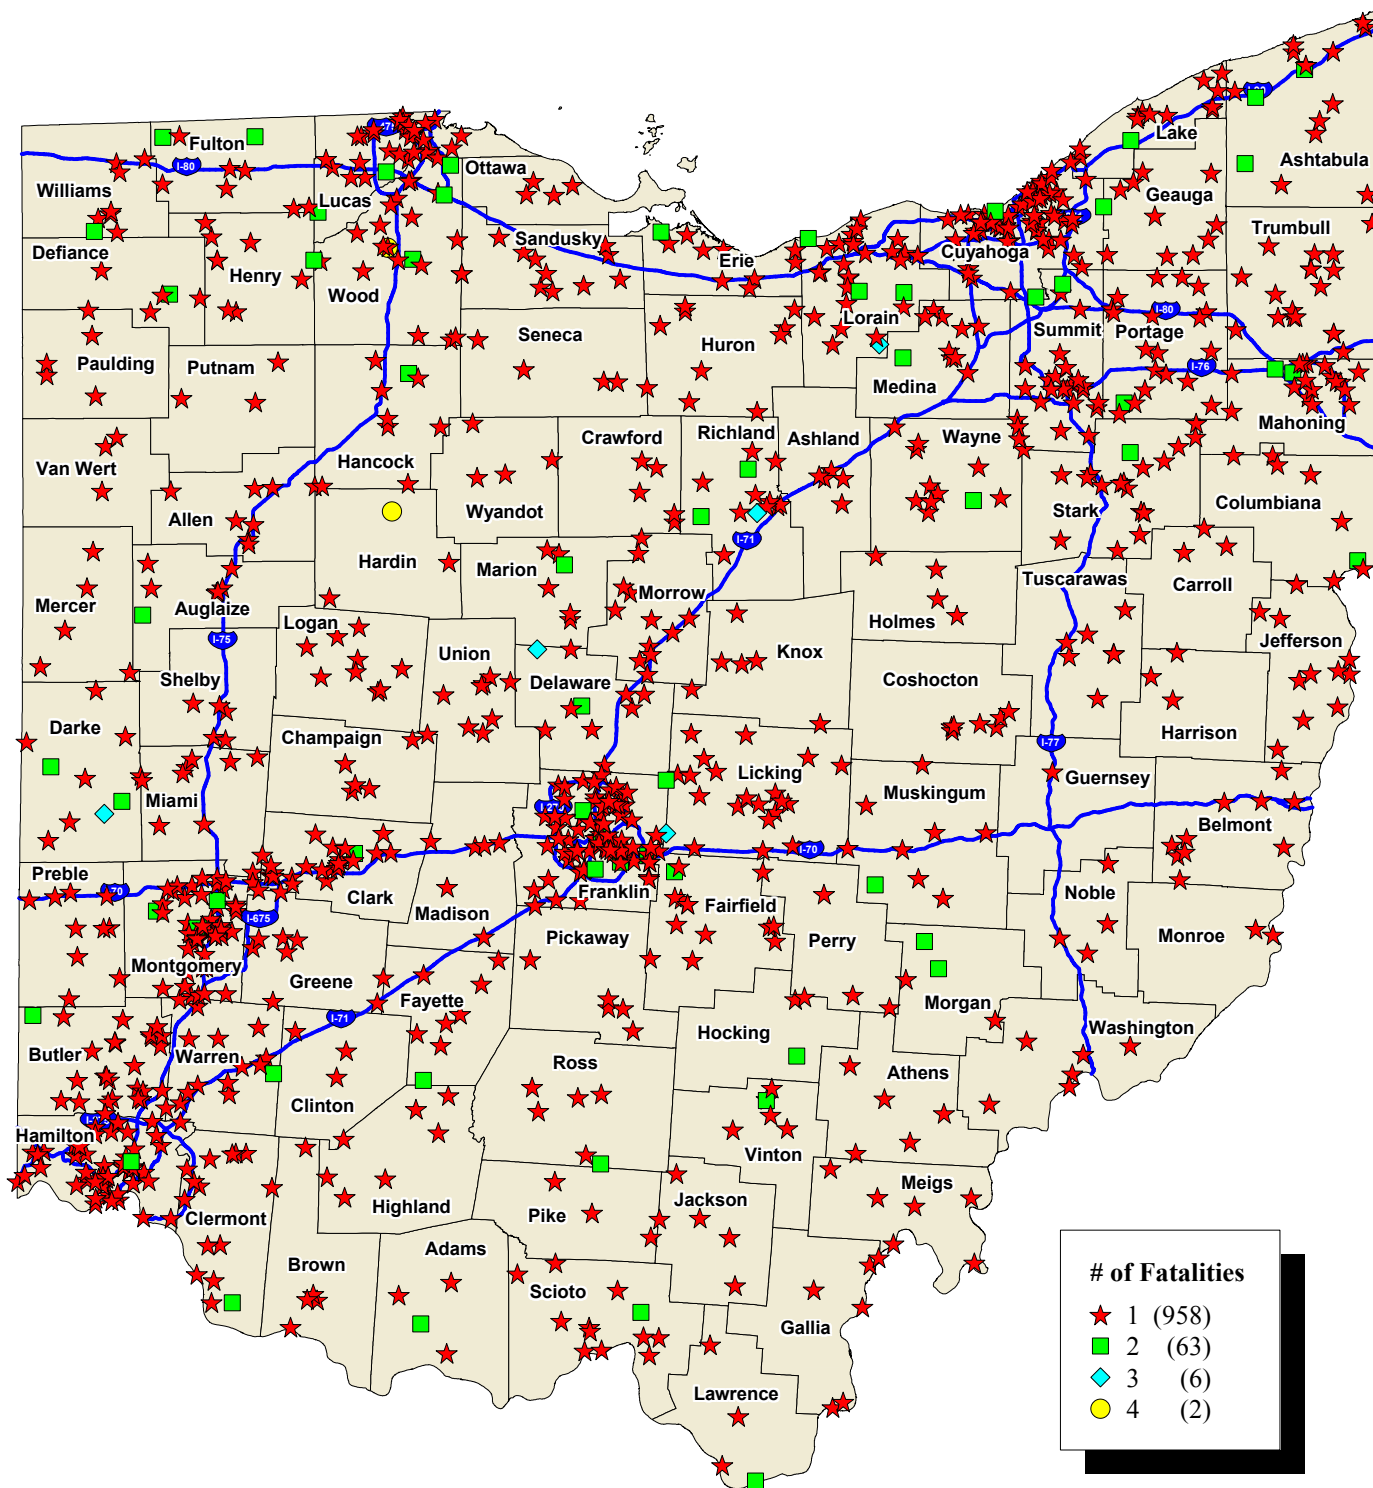 Lake
Ashtabula
Fulton
I-80
Ottawa
Williams
Lucas
Geauga
Trumbull
Defiance
Sandusky
Erie
Cuyahoga
Henry
Wood
Lorain
I-80
Seneca
Huron
Summit
Portage
Paulding
Putnam
I-76
Medina
Mahoning
Richland
Ashland
Wayne
Crawford
Hancock
Van Wert
Columbiana
Allen
Wyandot
Stark
I-71
Hardin
Marion
Tuscarawas
Carroll
Mercer
Auglaize
Morrow
Logan
Holmes
I-75
Jefferson
Union
Knox
Shelby
Delaware
Coshocton
Darke
Champaign
Harrison
I-77
Licking
Guernsey
Miami
Muskingum
Belmont
I-70
Preble
Franklin
Clark
Noble
Madison
Fairfield
I-675
Pickaway
Perry
Monroe
Montgomery
Greene
Fayette
Morgan
I-71
Hocking
Washington
Butler
Warren
Ross
Athens
Clinton
Hamilton
Vinton
Meigs
Jackson
Highland
Pike
Clermont
Adams
Brown
Scioto
Gallia
Lawrence
# of Fatalities
1 (958)
2 (63)
3 (6)
4 (2)